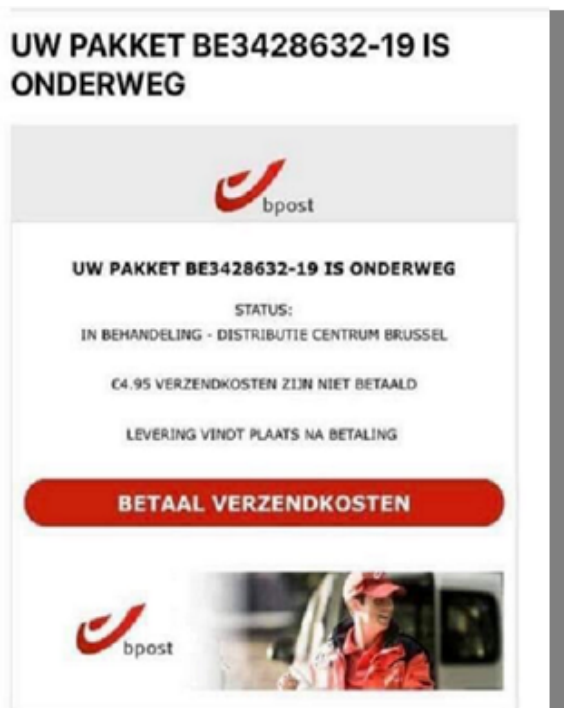 UW PAKKET BE3428632-19 IS
ONDERWEG
bpost
UW PAKKET BE3428632-19 IS ONDERWEG
STATUS:
IN BEHANDELING - DISTRIBUTIE CENTRUM BRUSSEL
€4.95 VERZENDKOSTEN ZIJN NIET BETAALD
LEVERING VINOT PLAATS NA BETALING
BETAAL VERZENDKOSTEN
bpost